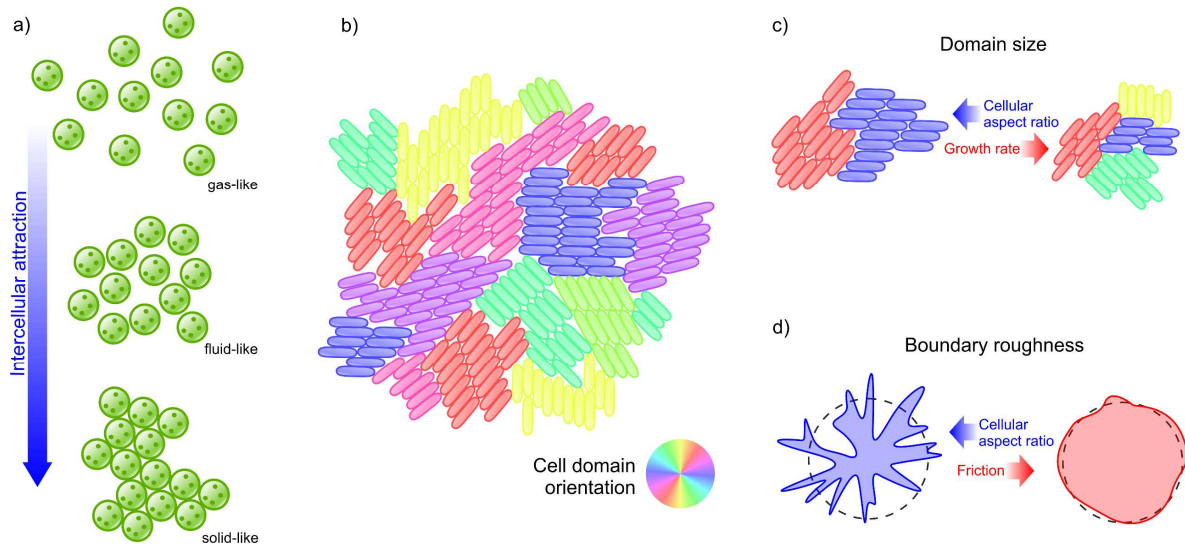 a)
Intercellular attraction
gas-like
fluid-like
solid-like
b)
Cell domain
orientation
c)
Domain size
Cellular
aspect ratio
Growth rate
d)
Boundary roughness
Cellular
aspect ratio
Friction